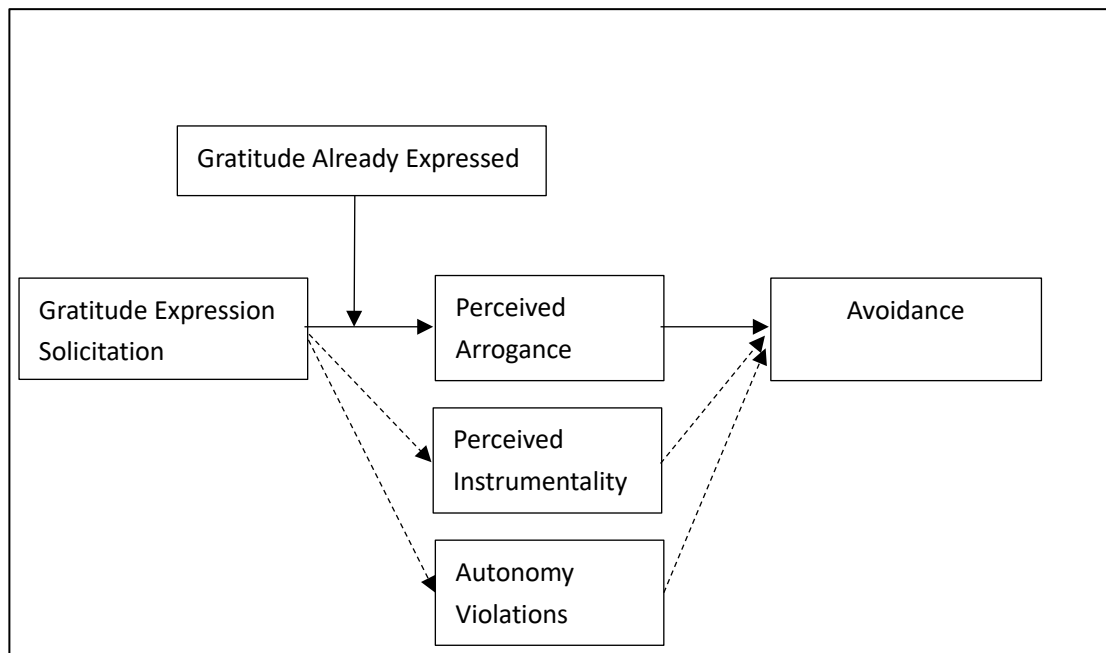 Gratitude Already Expressed
Gratitude Expression
Solicitation
Perceived
Arrogance
Avoidance
Perceived
Instrumentality
Autonomy
Violations